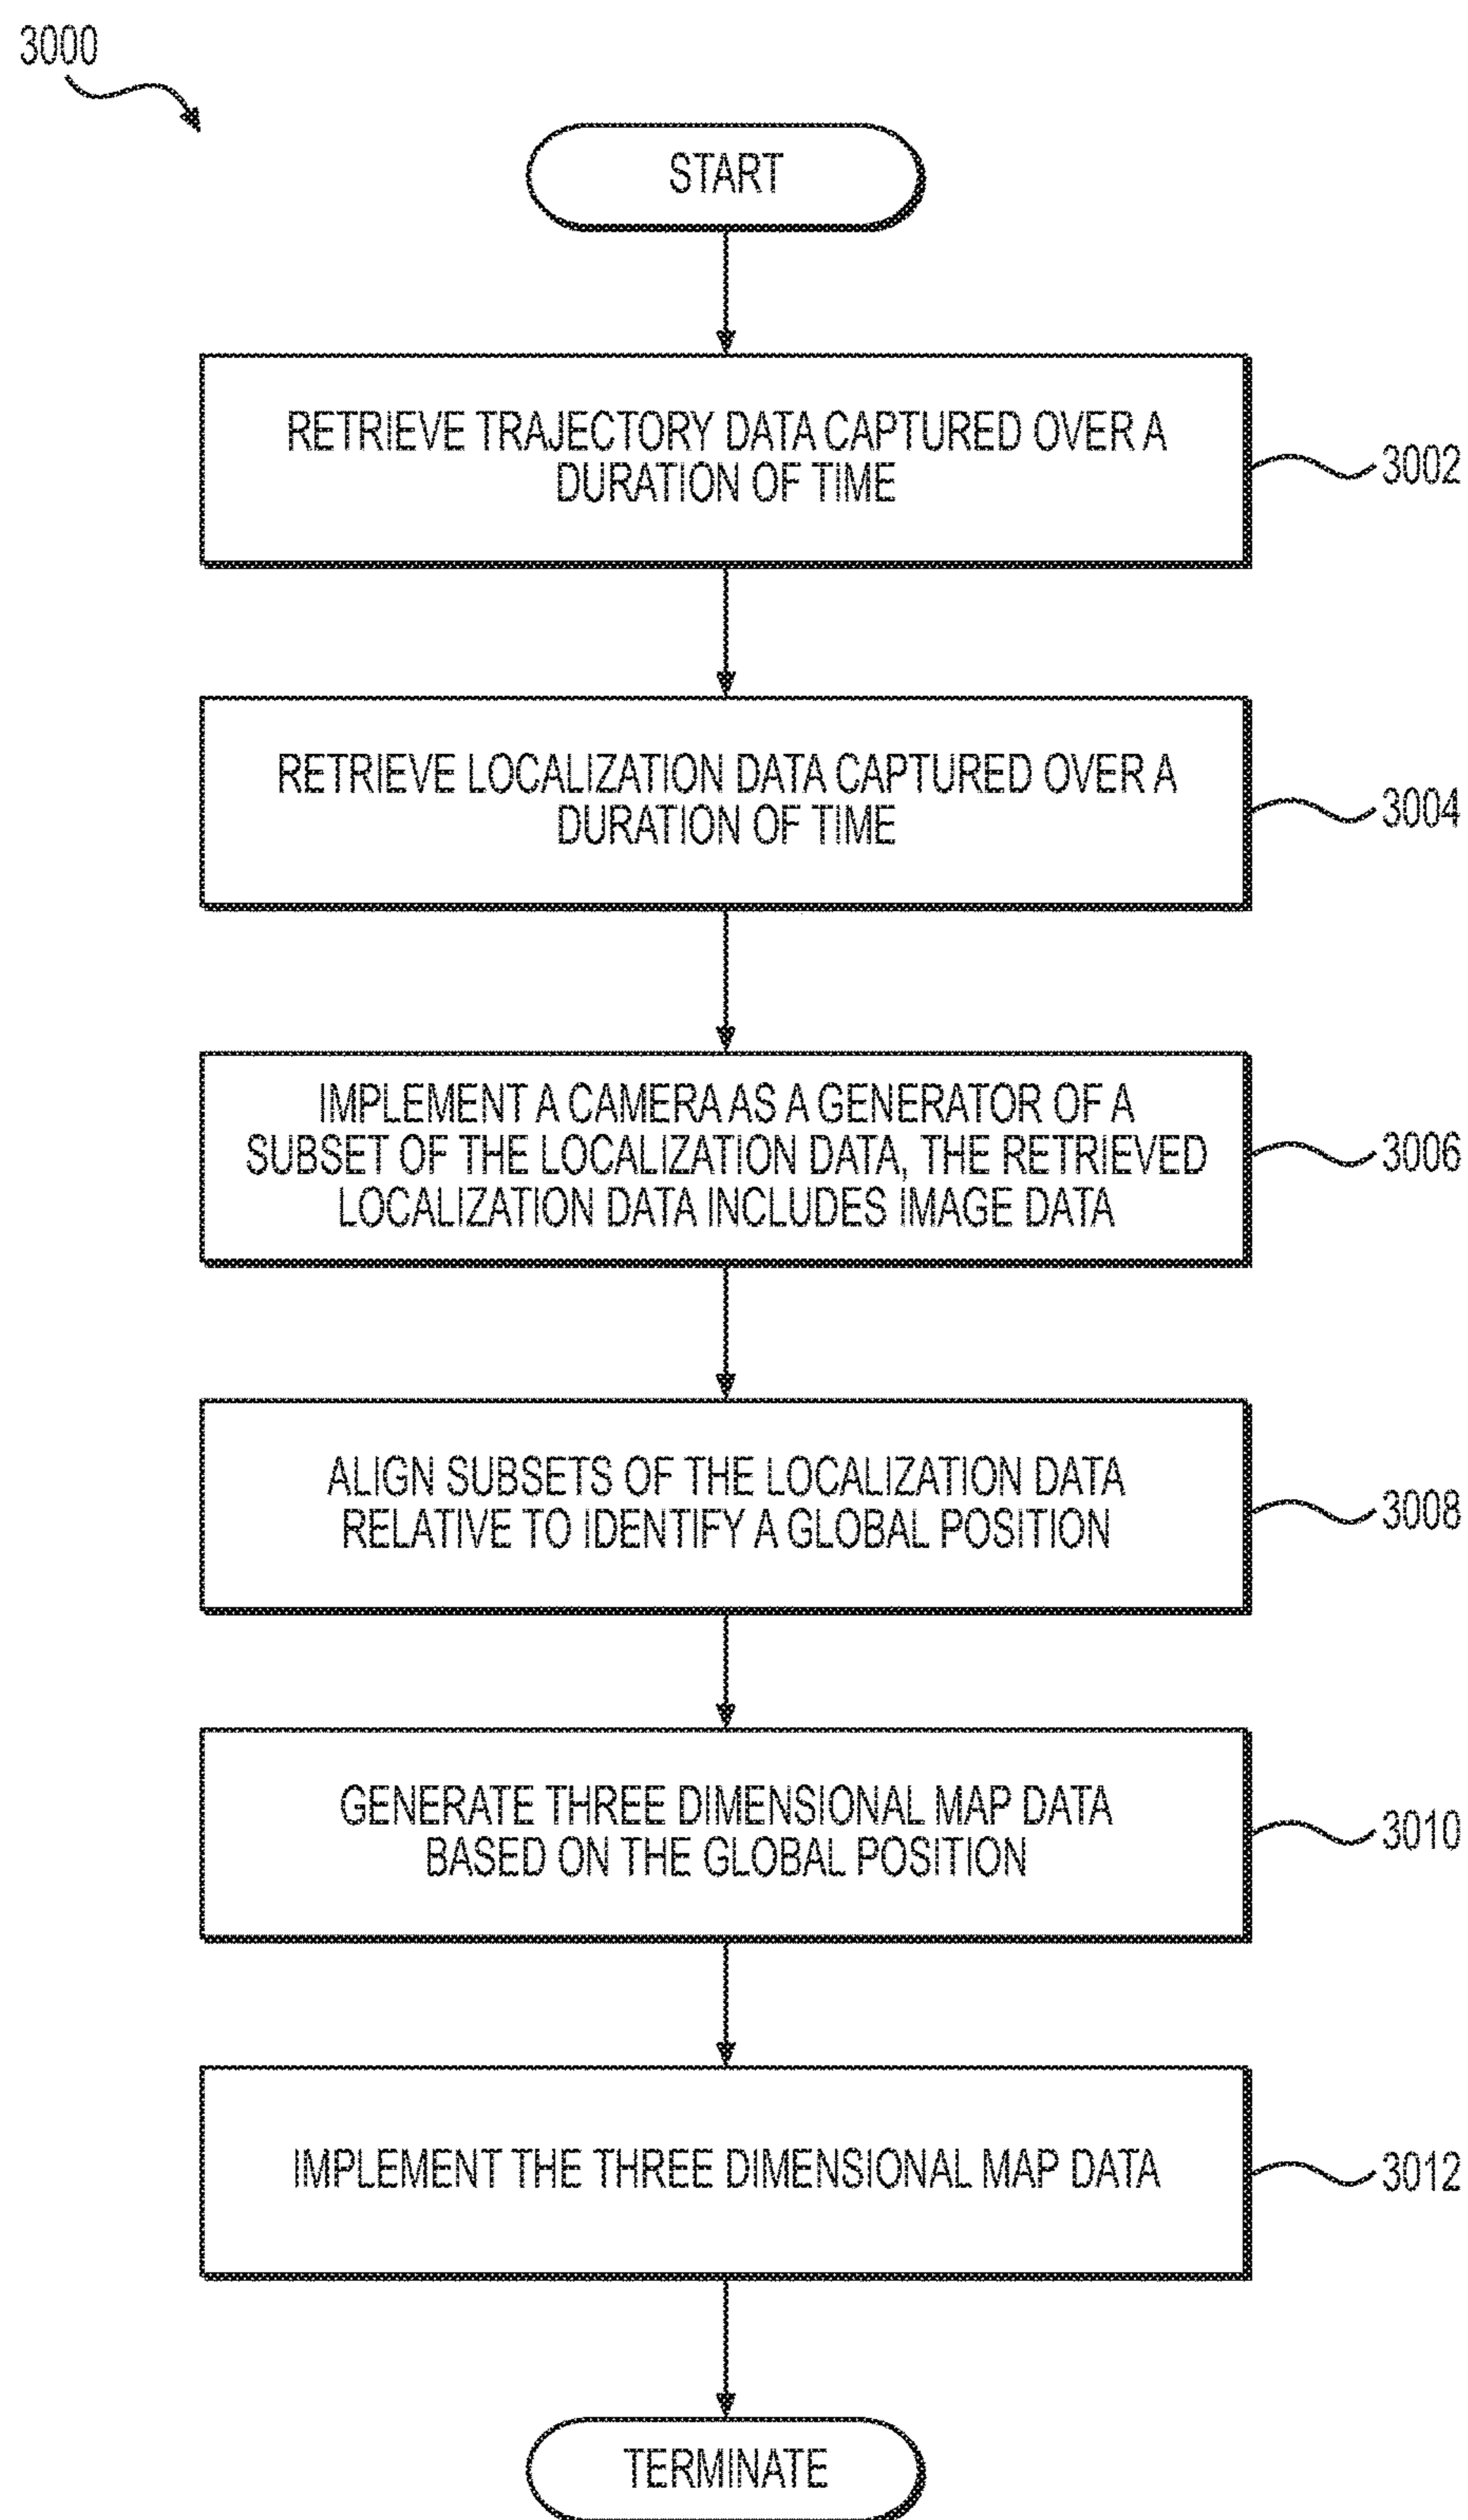 3000
START
RETRIEVE TRAJECTORY DATA CAPTURED OVER A
DURATION OF TIME
3002
RETRIEVE LOCALIZATION DATA CAPTURED OVER A
DURATION OF TIME
3004
IMPLEMENT A CAMERA AS A GENERATOR OF A
SUBSET OF THE LOCALIZATION DATA, THE RETRIEVED
LOCALIZATION DATA INCLUDES IMAGE DATA
3006
ALIGN SUBSETS OF THE LOCALIZATION DATA
RELATIVE TO IDENTIFY A GLOBAL POSITION
3008
GENERATE THREE DIMENSIONAL MAP DATA
BASED ON THE GLOBAL POSITION
3010
IMPLEMENT THE THREE DIMENSIONAL MAP DATA
3012
TERMINATE